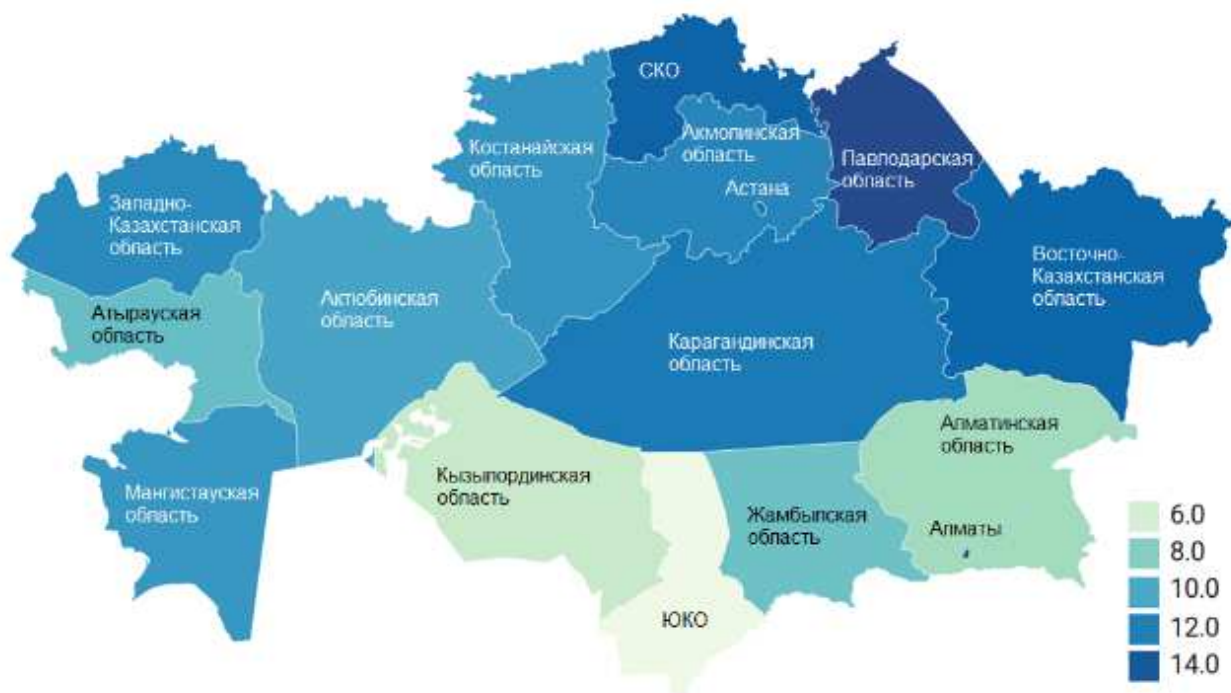 СКО
Акмолинская
область
Астана
Костанайская
область
Павлодарская
область
Западно-
Казахстанская
область
Восточно-
Казахстанская
область
Атырауская
область
Актюбинская
область
Карагандинская
область
Алматинская
область
Мангистауская
область
Кызылординская
область
Жамбылская
область
Алматы
ЮКО
6.0
8.0
10.0
12.0
14.0